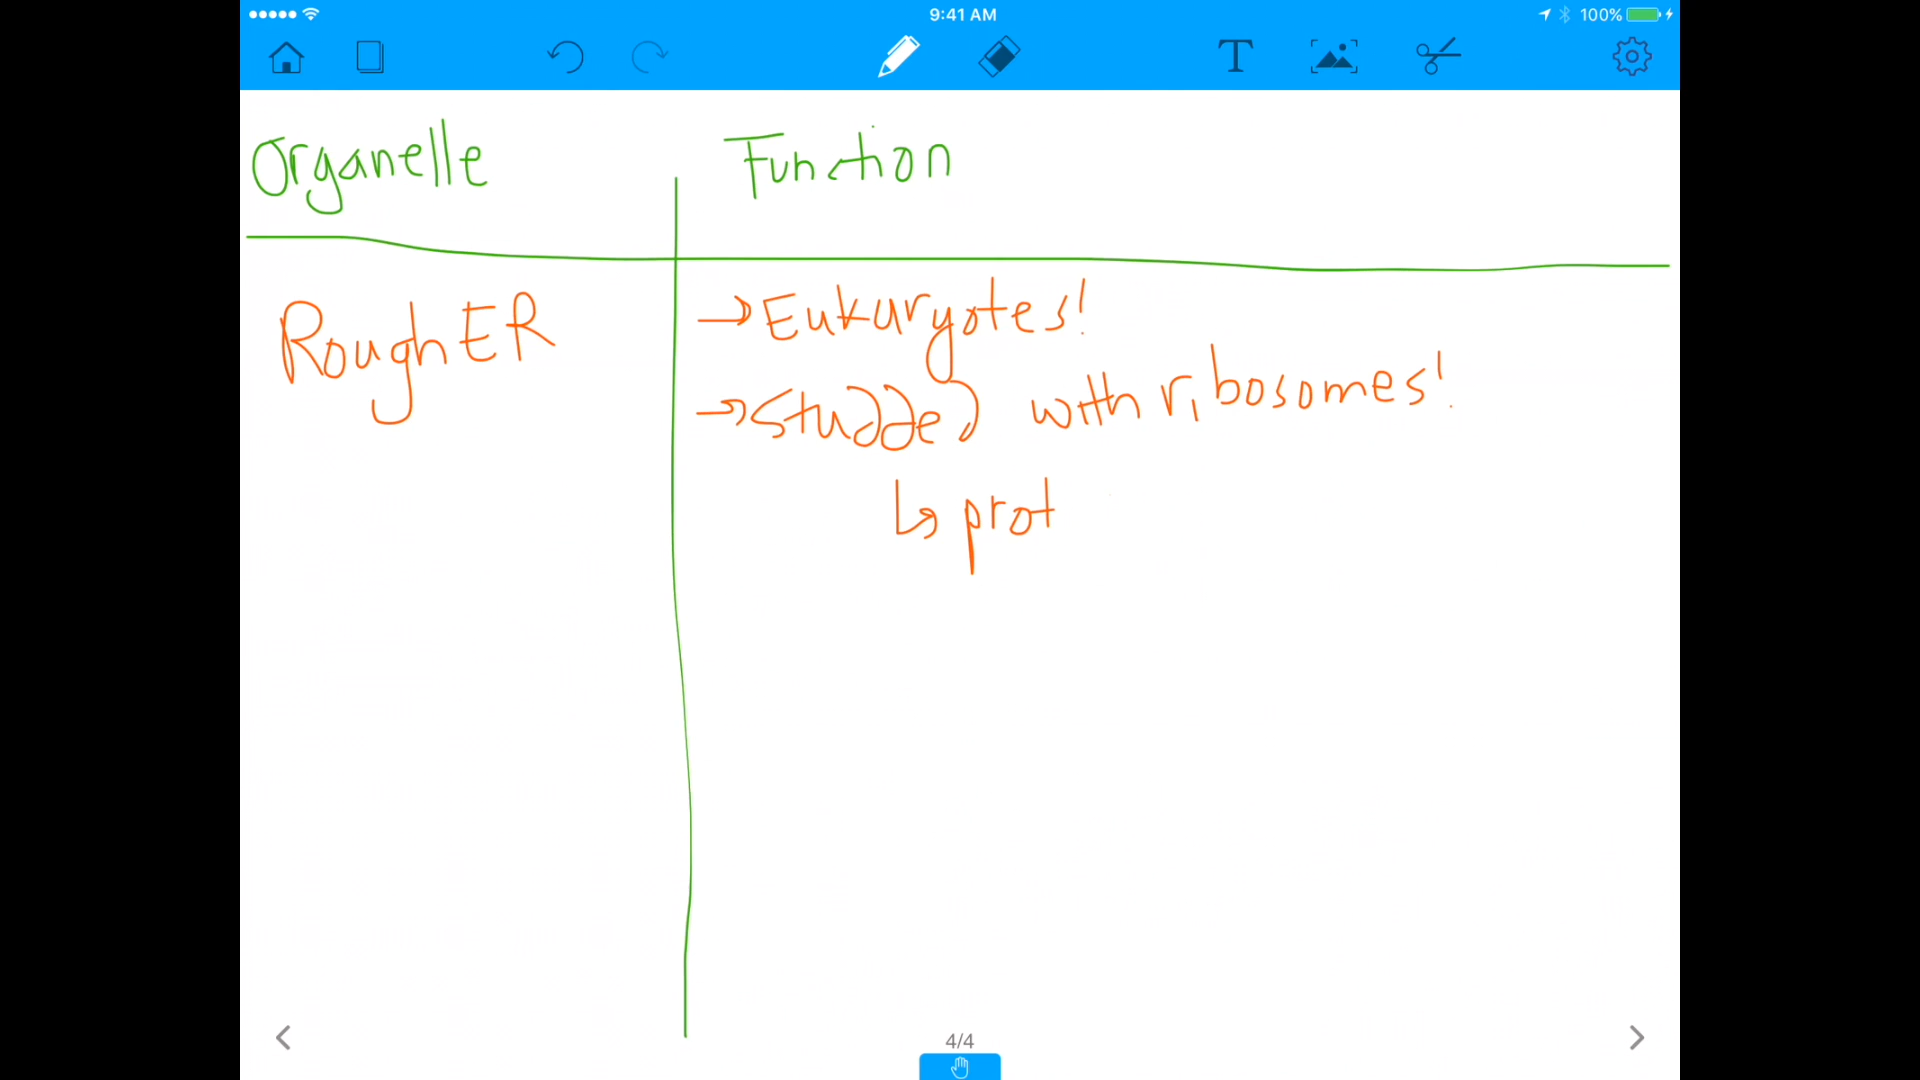 9:41 AM 100%
T
Organelle Function
Rough ER → Eukaryotes!
→ studded with ribosomes!
↳ prot
4/4